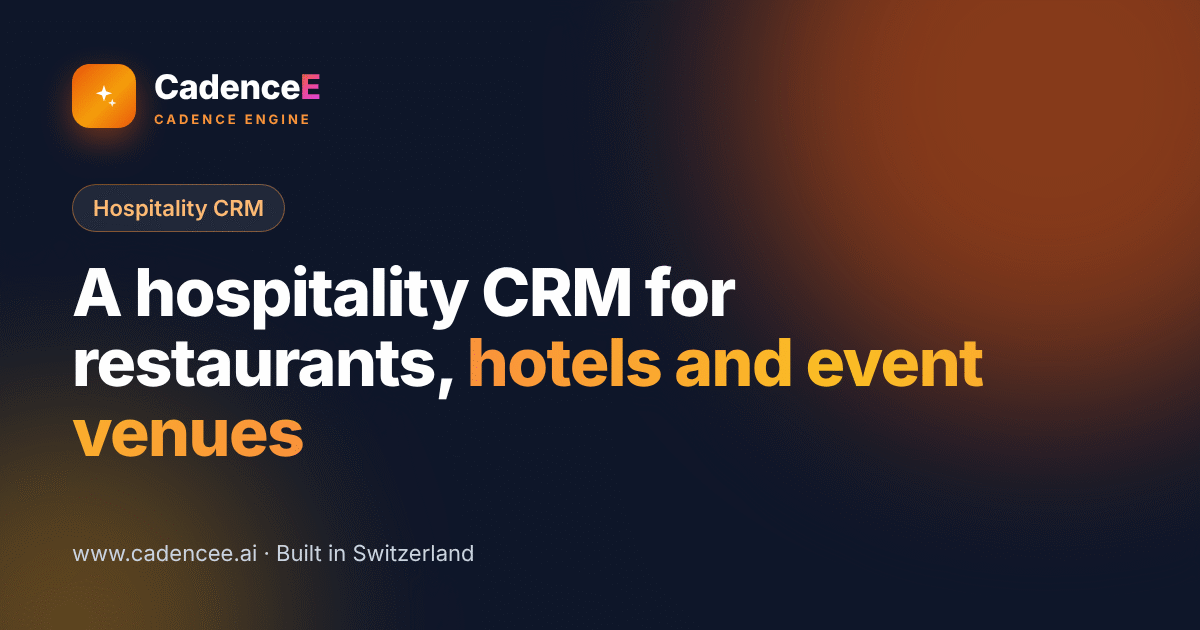 CadenceE
CADENCE ENGINE
Hospitality CRM
A hospitality CRM for
restaurants, hotels and event
venues
www.cadencee.ai · Built in Switzerland